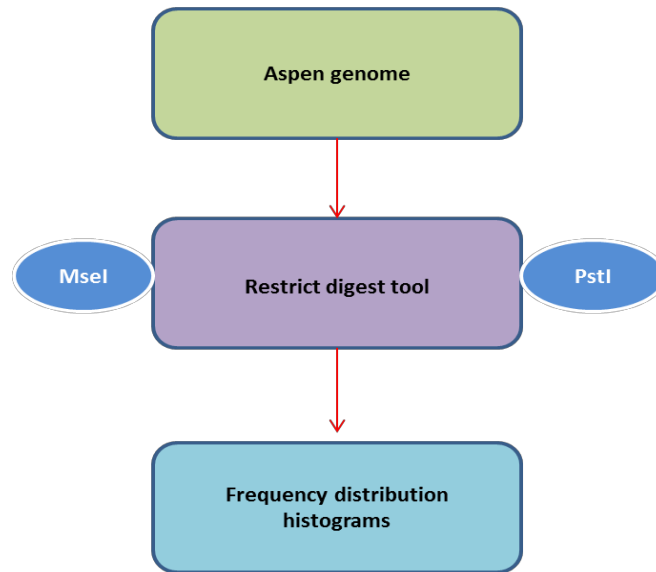 Aspen genome
MseI
Restrict digest tool
PstI
Frequency distribution
histograms